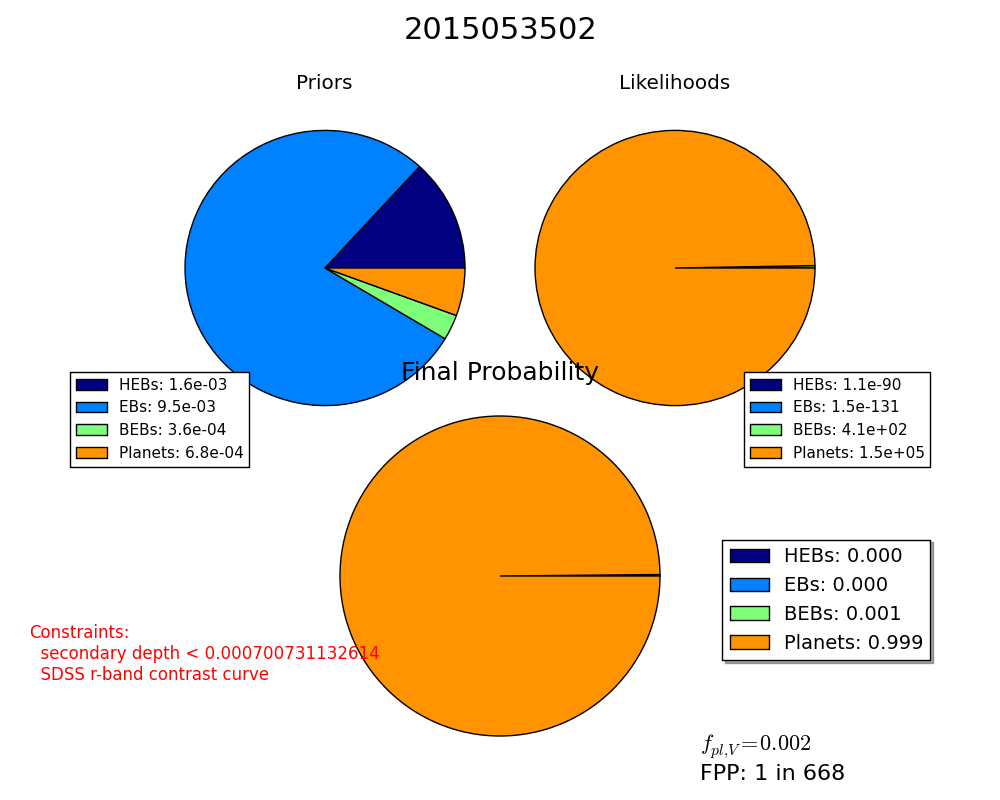 2015053502
Priors
Likelihoods
HEBs: 1.6e-03
EBs: 9.5e-03
BEBs: 3.6e-04
Planets: 6.8e-04
HEBs: 1.1e-90
EBs: 1.5e-131
BEBs: 4.1e+02
Planets: 1.5e+05
Final Probability
HEBs: 0.000
EBs: 0.000
BEBs: 0.001
Planets: 0.999
Constraints:
secondary depth < 0.000700731132614
SDSS r-band contrast curve
f_{pl,V}=0.002
FPP: 1 in 668